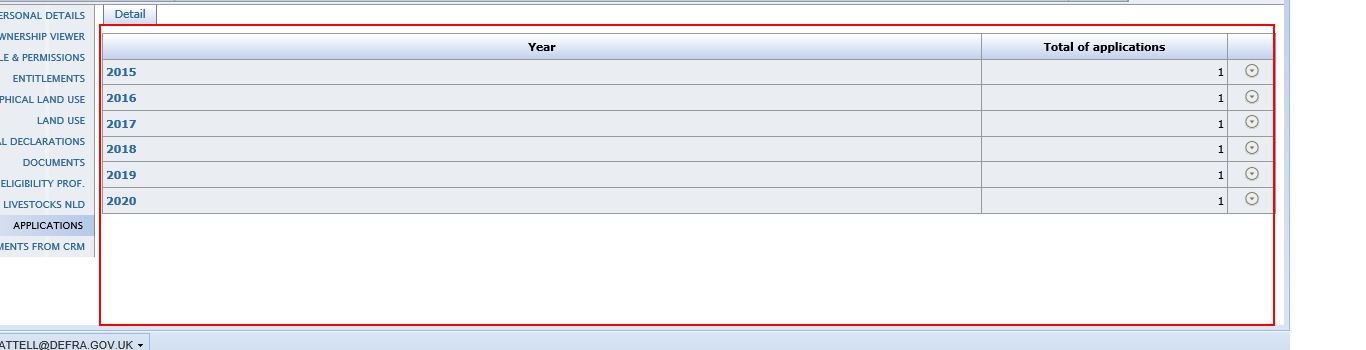 ERSONAL DETAILS
WNERSHIP VIEWER
LE & PERMISSIONS
ENTITLEMENTS
PHICAL LAND USE
LAND USE
AL DECLARATIONS
DOCUMENTS
ELIGIBILITY PROF.
LIVESTOCKS NLD
APPLICATIONS
MENTS FROM CRM
Detail
Year Total of applications
2015 1
2016 1
2017 1
2018 1
2019 1
2020 1
ATTELL@DEFRA.GOV.UK